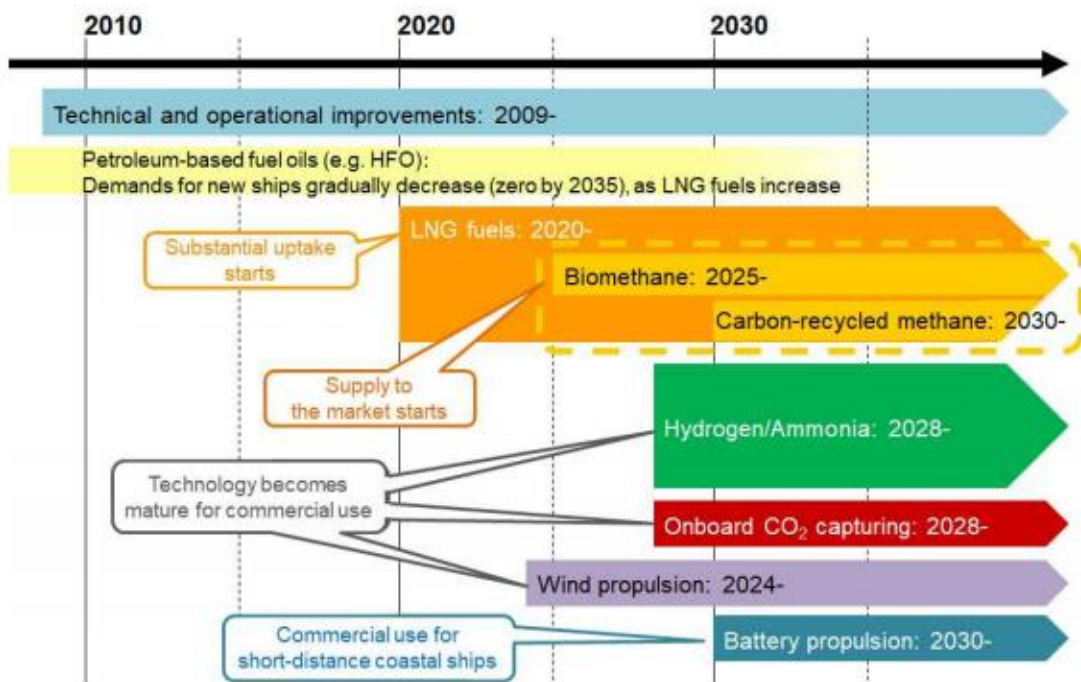 2010 2020 2030
Technical and operational improvements: 2009-
Petroleum-based fuel oils (e.g. HFO):
Demands for new ships gradually decrease (zero by 2035), as LNG fuels increase
LNG fuels: 2020-
Substantial uptake
starts
Biomethane: 2025-
Carbon-recycled methane: 2030-
Supply to
the market starts
Hydrogen/Ammonia: 2028-
Technology becomes
mature for commercial use
Onboard CO₂ capturing: 2028-
Wind propulsion: 2024-
Commercial use for
short-distance coastal ships
Battery propulsion: 2030-